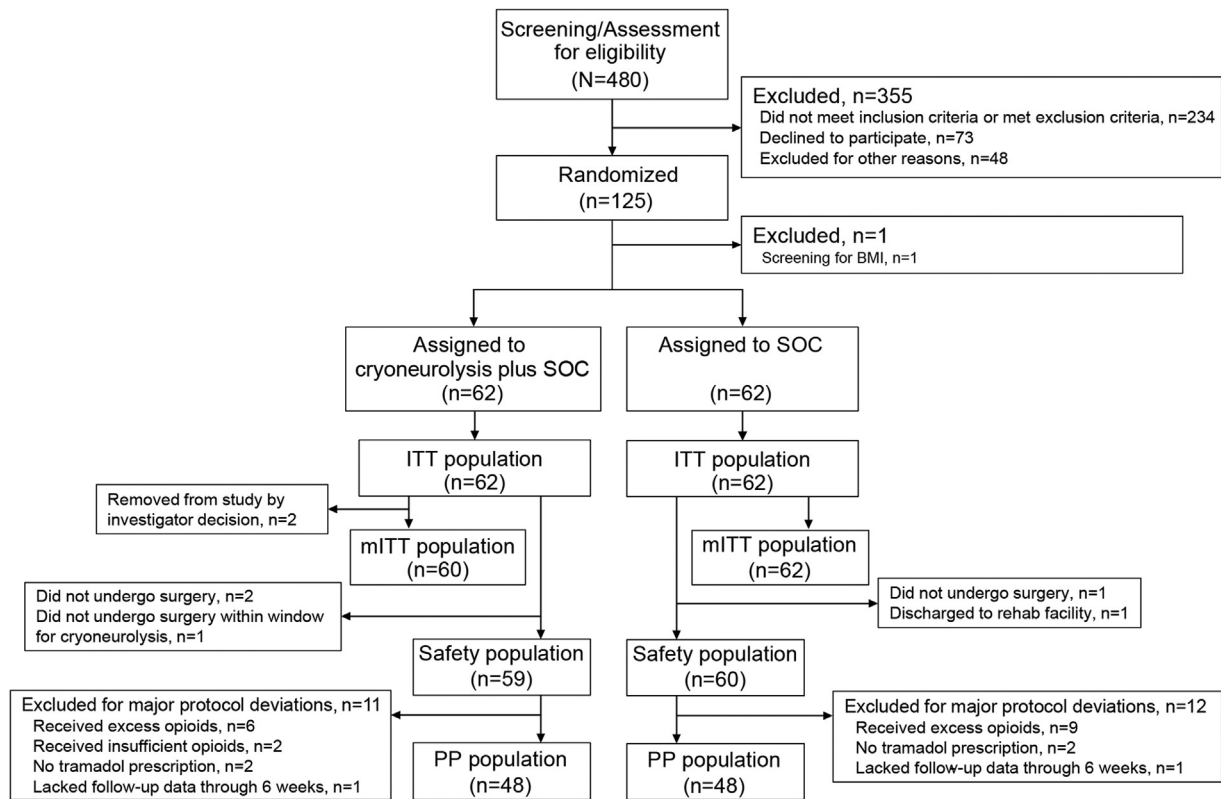 Screening/Assessment
for eligibility
(N=480)
Excluded, n=355
Did not meet inclusion criteria or met exclusion criteria, n=234
Declined to participate, n=73
Excluded for other reasons, n=48
Randomized
(n=125)
Excluded, n=1
Screening for BMI, n=1
Assigned to
cryoneurolysis plus SOC
(n=62)
Assigned to SOC
(n=62)
ITT population
(n=62)
ITT population
(n=62)
Removed from study by
investigator decision, n=2
mITT population
(n=60)
mITT population
(n=62)
Did not undergo surgery, n=2
Did not undergo surgery within window
for cryoneurolysis, n=1
Did not undergo surgery, n=1
Discharged to rehab facility, n=1
Safety population
(n=59)
Safety population
(n=60)
Excluded for major protocol deviations, n=11
Received excess opioids, n=6
Received insufficient opioids, n=2
No tramadol prescription, n=2
Lacked follow-up data through 6 weeks, n=1
Excluded for major protocol deviations, n=12
Received excess opioids, n=9
No tramadol prescription, n=2
Lacked follow-up data through 6 weeks, n=1
PP population
(n=48)
PP population
(n=48)